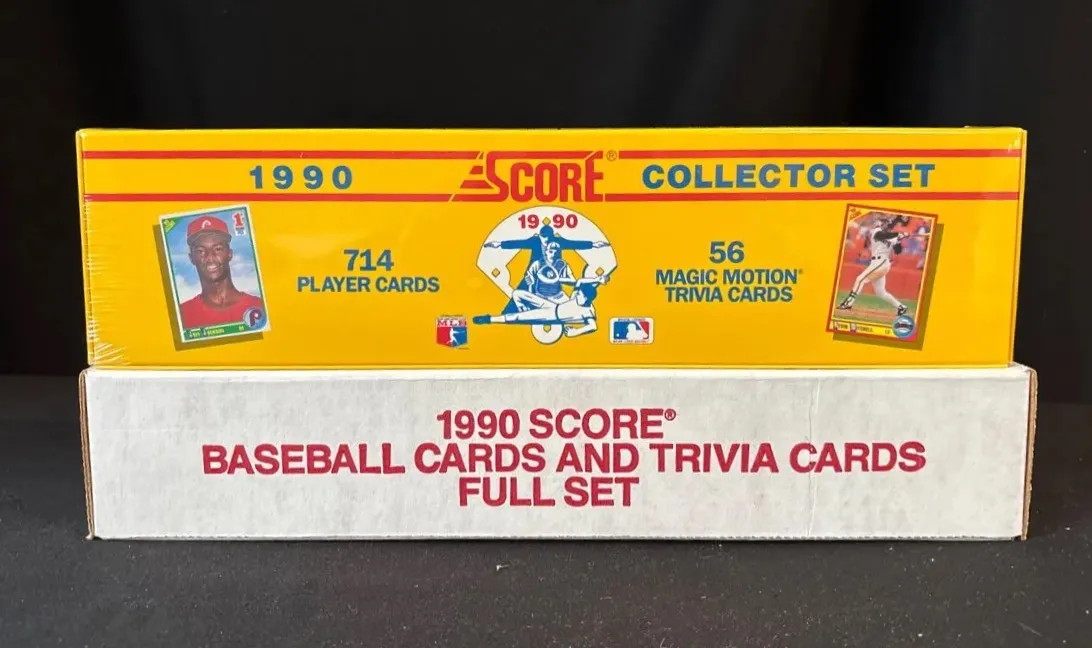 1990 SCORE® COLLECTOR SET
19 90
714
PLAYER CARDS
56
MAGIC MOTION®
TRIVIA CARDS
MLB
1990 SCORE®
BASEBALL CARDS AND TRIVIA CARDS
FULL SET